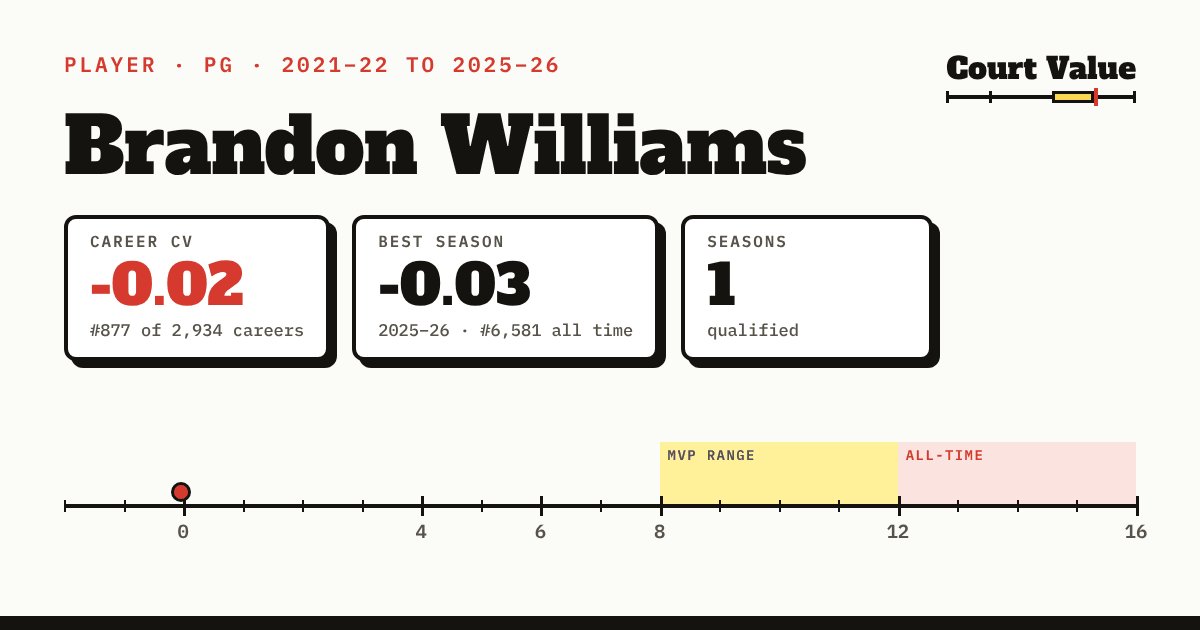 PLAYER · PG · 2021–22 TO 2025–26
Court Value
Brandon Williams
CAREER CV
-0.02
#877 of 2,934 careers
BEST SEASON
-0.03
2025–26 · #6,581 all time
SEASONS
1
qualified
MVP RANGE
ALL-TIME
0
4
6
8
12
16